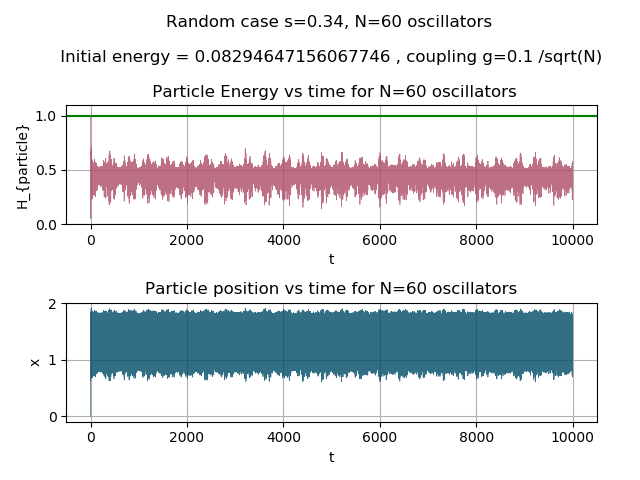 Random case s=0.34, N=60 oscillators
Initial energy = 0.08294647156067746 , coupling g=0.1 /sqrt(N)
Particle Energy vs time for N=60 oscillators
1.0
0.5
0.0
H_{particle}
0 2000 4000 6000 8000 10000
t
Particle position vs time for N=60 oscillators
2
1
0
x
0 2000 4000 6000 8000 10000
t